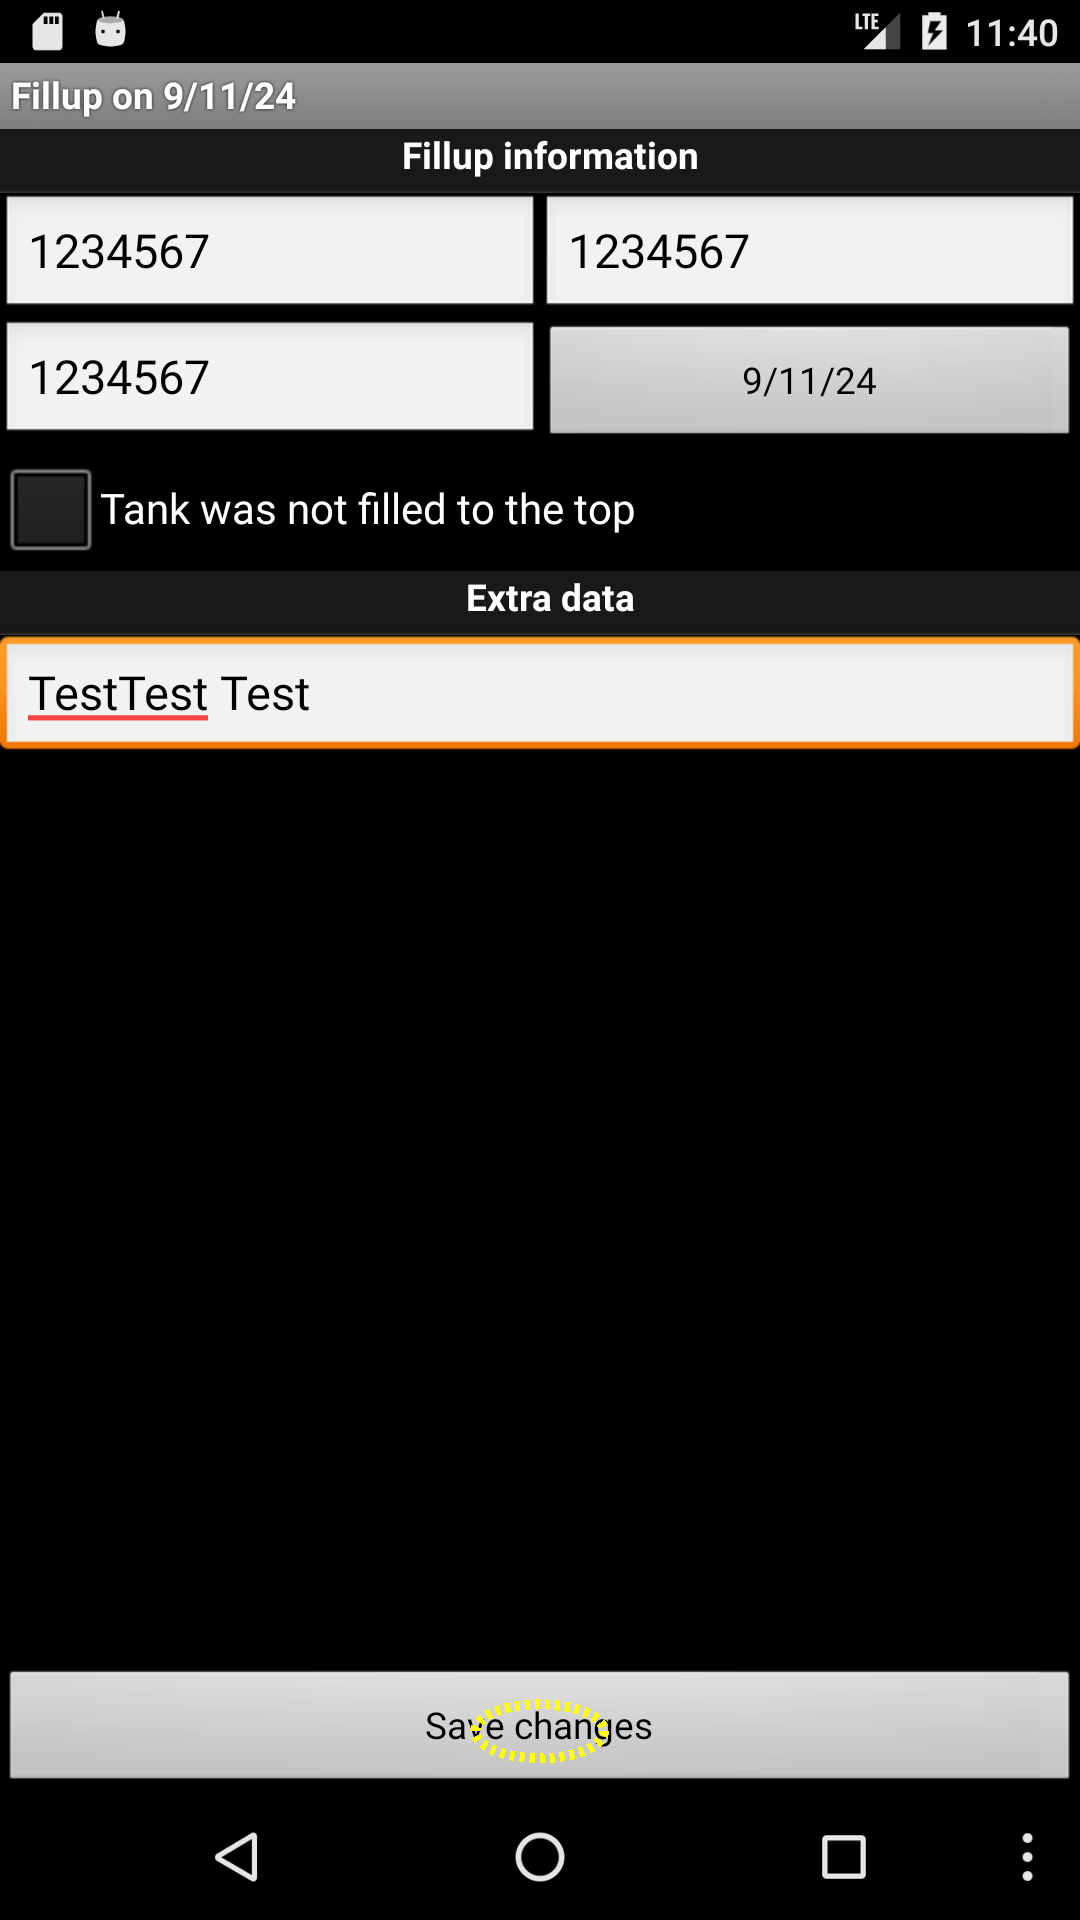 LTE 11:40
Fillup on 9/11/24
Fillup information
1234567 1234567
1234567 9/11/24
Tank was not filled to the top
Extra data
TestTest Test
Save changes